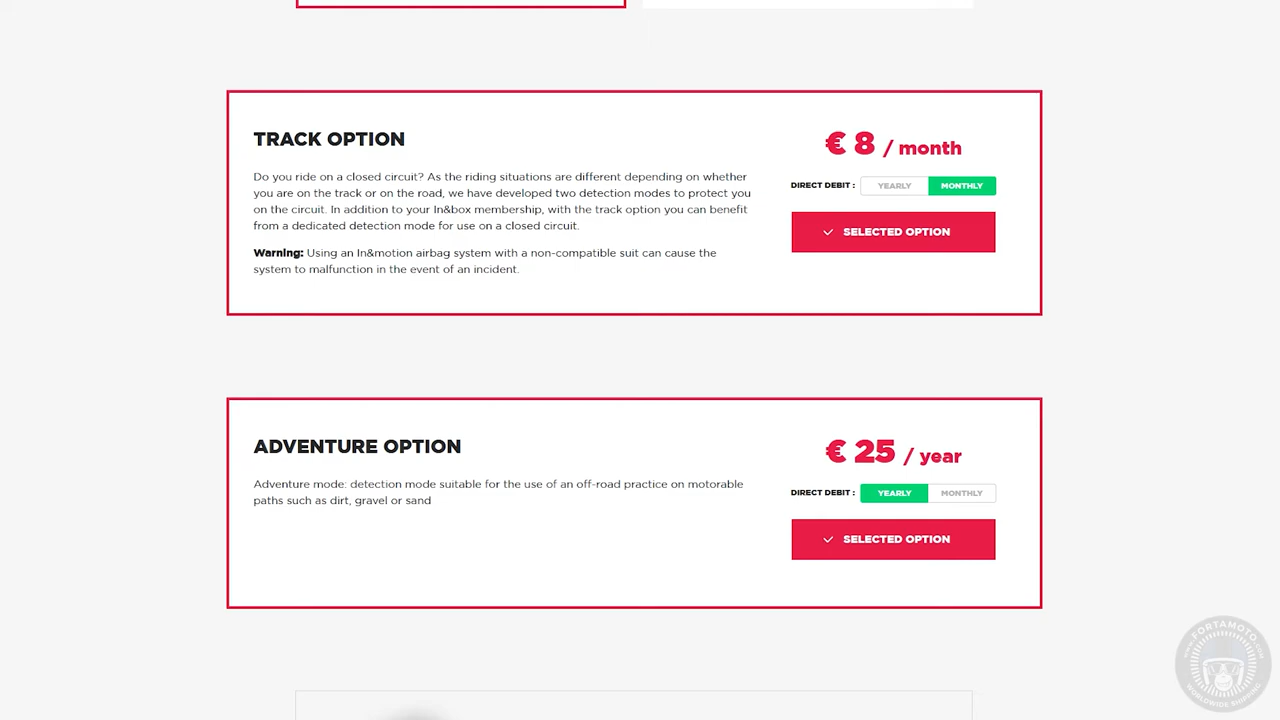 TRACK OPTION
€ 8 / month
Do you ride on a closed circuit? As the riding situations are different depending on whether
you are on the track or on the road, we have developed two detection modes to protect you
on the circuit. In addition to your In&box membership, with the track option you can benefit
from a dedicated detection mode for use on a closed circuit.
Warning: Using an In&motion airbag system with a non-compatible suit can cause the
system to malfunction in the event of an incident.
DIRECT DEBIT : YEARLY MONTHLY
SELECTED OPTION
ADVENTURE OPTION
€ 25 / year
Adventure mode: detection mode suitable for the use of an off-road practice on motorable
paths such as dirt, gravel or sand
DIRECT DEBIT : YEARLY MONTHLY
SELECTED OPTION
WWW.FORTAMOTO.COM
WORLDWIDE SHIPPING